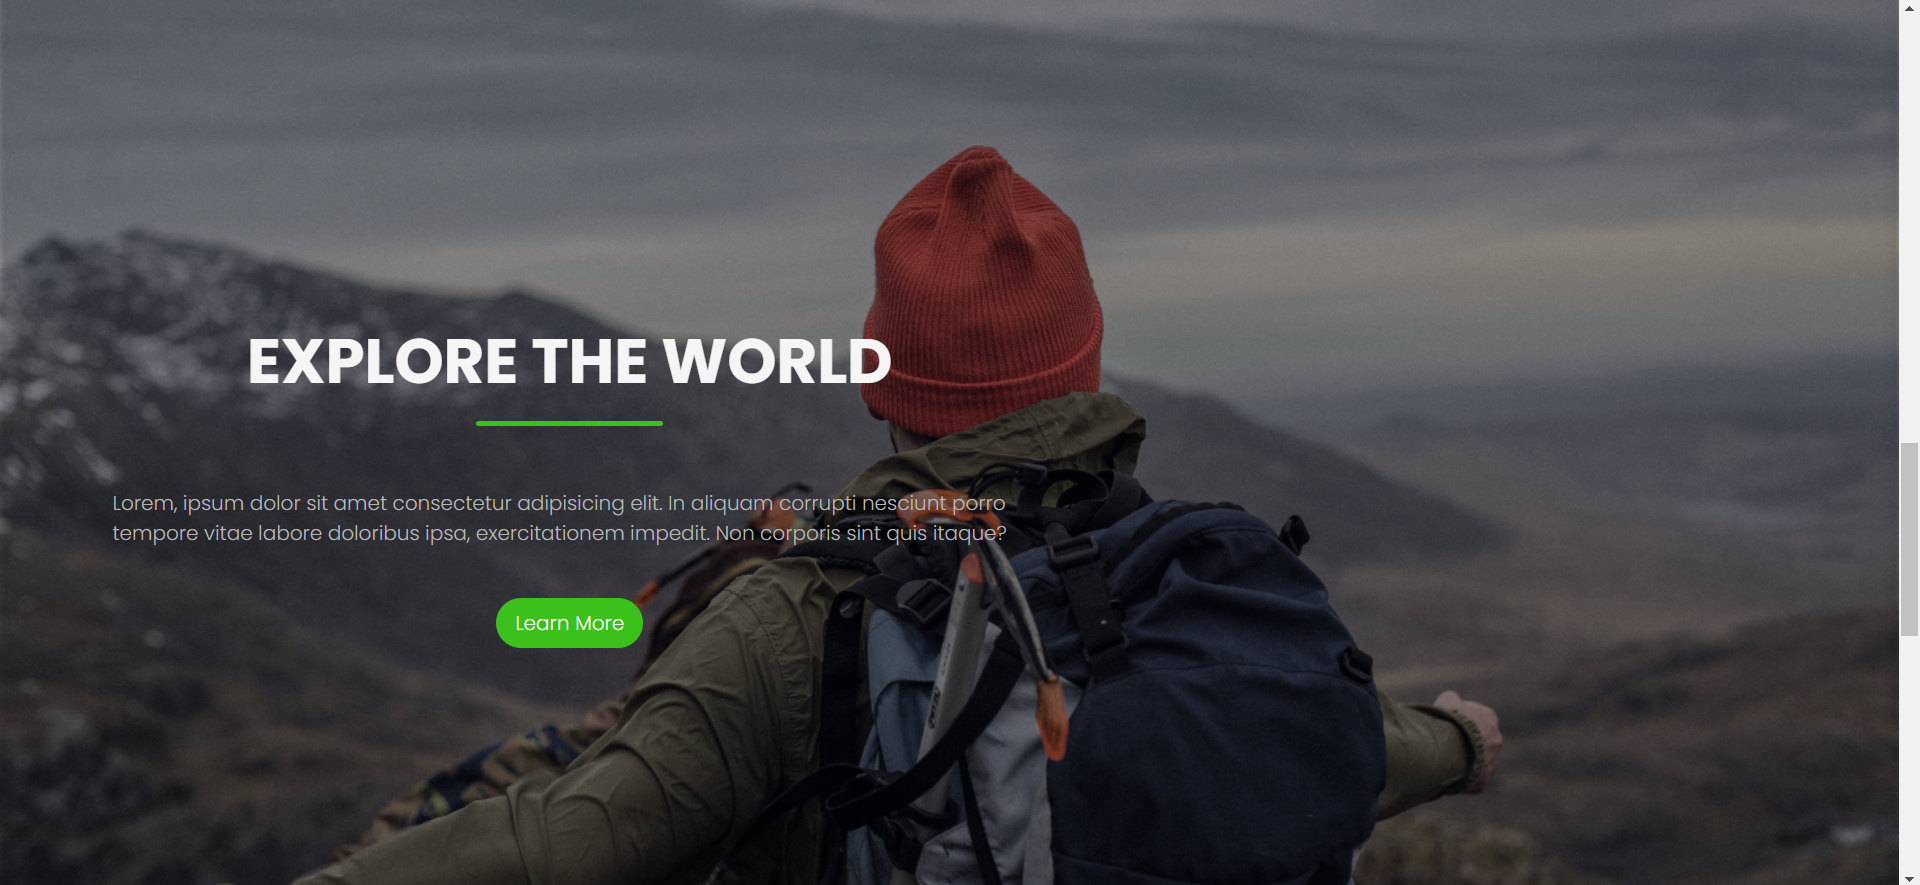 EXPLORE THE WORLD
Lorem, ipsum dolor sit amet consectetur adipisicing elit. In aliquam corrupti nesciunt porro
tempore vitae labore doloribus ipsa, exercitationem impedit. Non corporis sint quis itaque?
Learn More